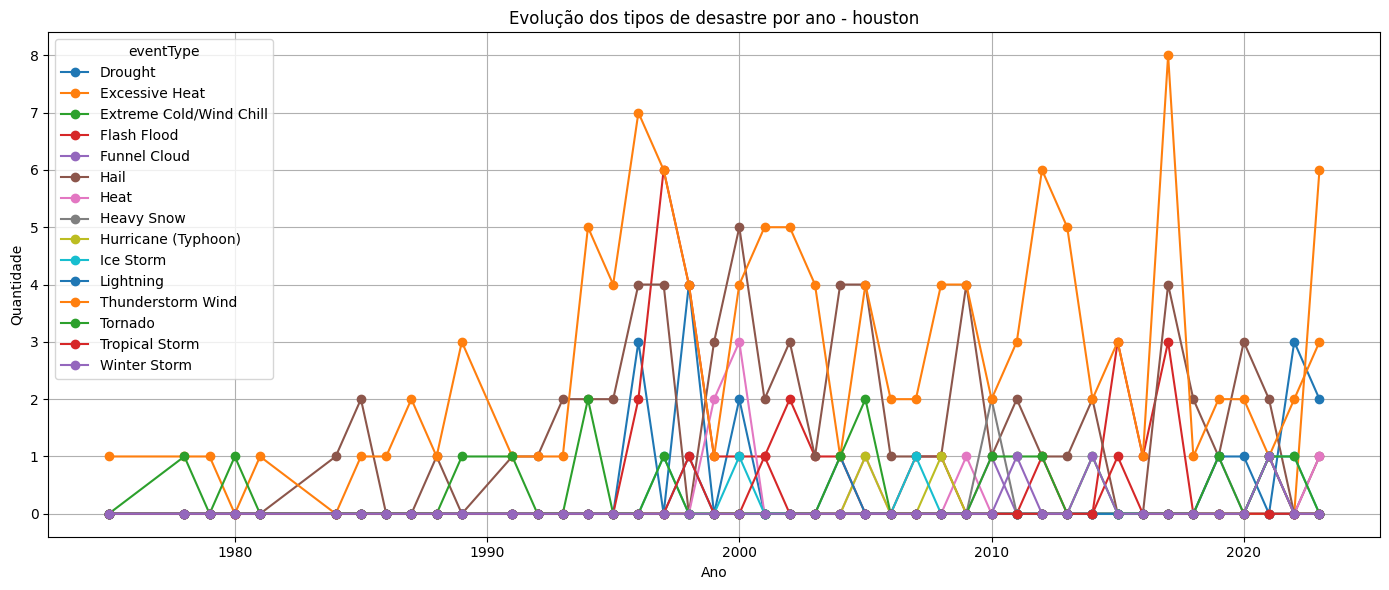 Evolução dos tipos de desastre por ano - houston
eventType
Drought
Excessive Heat
Extreme Cold/Wind Chill
Flash Flood
Funnel Cloud
Hail
Heat
Heavy Snow
Hurricane (Typhoon)
Ice Storm
Lightning
Thunderstorm Wind
Tornado
Tropical Storm
Winter Storm
Quantidade
8
7
6
5
4
3
2
1
0
1980 1990 2000 2010 2020
Ano